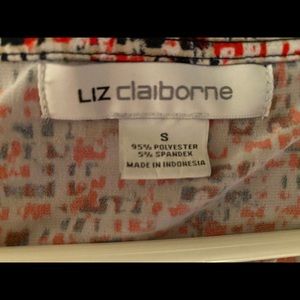 LIZ claiborne
S
95% POLYESTER
5% SPANDEX
MADE IN INDONESIA